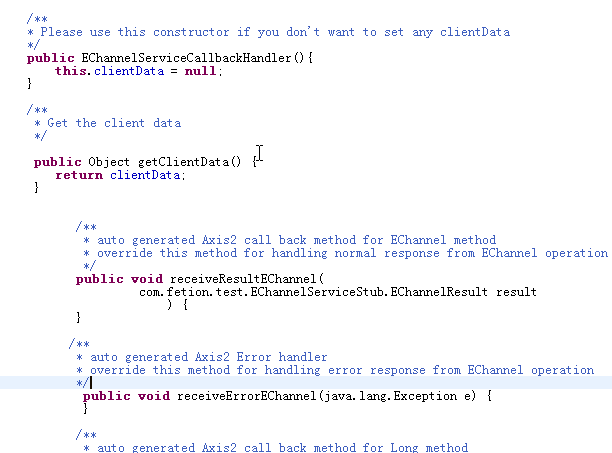 /**
* Please use this constructor if you don't want to set any clientData
*/
public EChannelServiceCallbackHandler(){
this.clientData = null;
}
/**
* Get the client data
*/
public Object getClientData() {
return clientData;
}
/**
* auto generated Axis2 call back method for EChannel method
* override this method for handling normal response from EChannel operation
*/
public void receiveResultEChannel(
com.fetion.test.EChannelServiceStub.EChannelResult result
) {
}
/**
* auto generated Axis2 Error handler
* override this method for handling error response from EChannel operation
*/
public void receiveErrorEChannel(java.lang.Exception e) {
}
/**
* auto generated Axis2 call back method for Long method